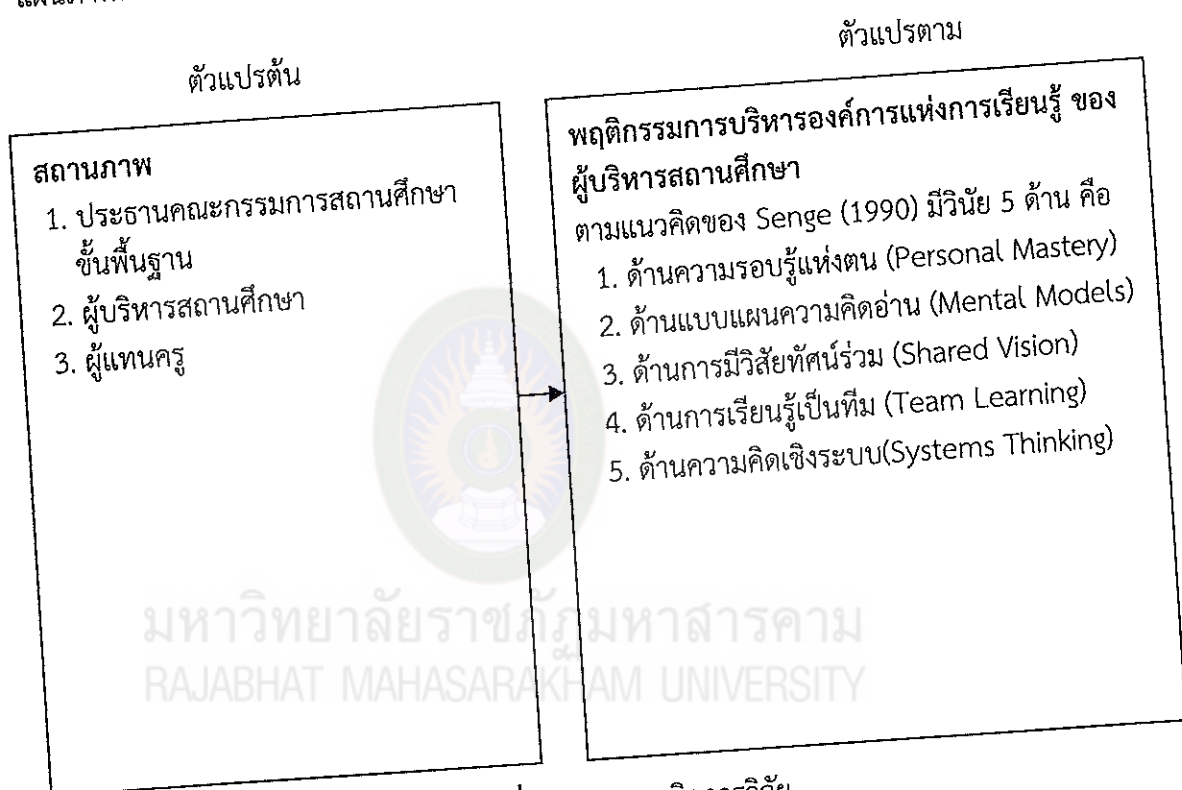 ตัวแปรต้น
ตัวแปรตาม
สถานภาพ
1. ประธานคณะกรรมการสถานศึกษา
ขั้นพื้นฐาน
2. ผู้บริหารสถานศึกษา
3. ผู้แทนครู
พฤติกรรมการบริหารองค์การแห่งการเรียนรู้ ของ
ผู้บริหารสถานศึกษา
ตามแนวคิดของ Senge (1990) มีวินัย 5 ด้าน คือ
1. ด้านความรอบรู้แห่งตน (Personal Mastery)
2. ด้านแบบแผนความคิดอ่าน (Mental Models)
3. ด้านการมีวิสัยทัศน์ร่วม (Shared Vision)
4. ด้านการเรียนรู้เป็นทีม (Team Learning)
5. ด้านความคิดเชิงระบบ(Systems Thinking)
มหาวิทยาลัยราชภัฏมหาสารคาม
RAJABHAT MAHASARAKHAM UNIVERSITY